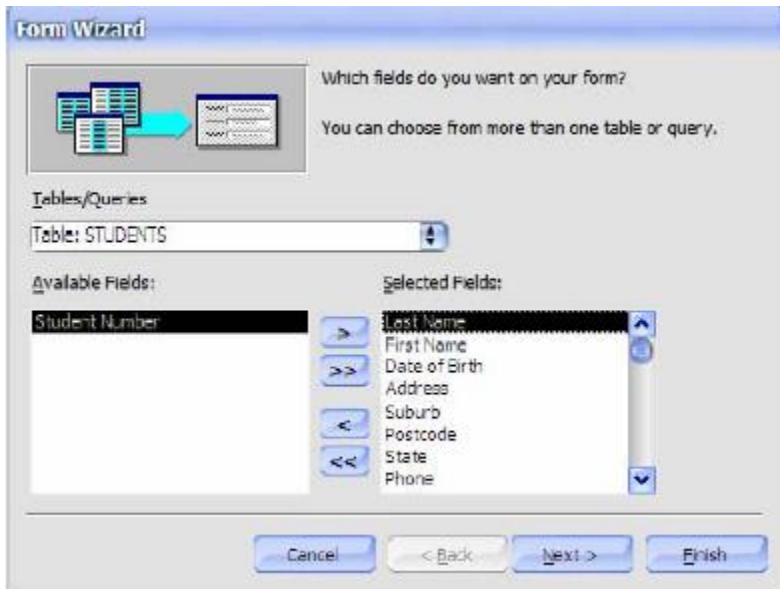 Form Wizard
Which fields do you want on your form?
You can choose from more than one table or query.
Tables/Queries
Table: STUDENTS
Available Fields:
Selected Fields:
Student Number
>
>>
<
<<
Last Name
First Name
Date of Birth
Address
Suburb
Postcode
State
Phone
Cancel
< Back
Next >
Finish